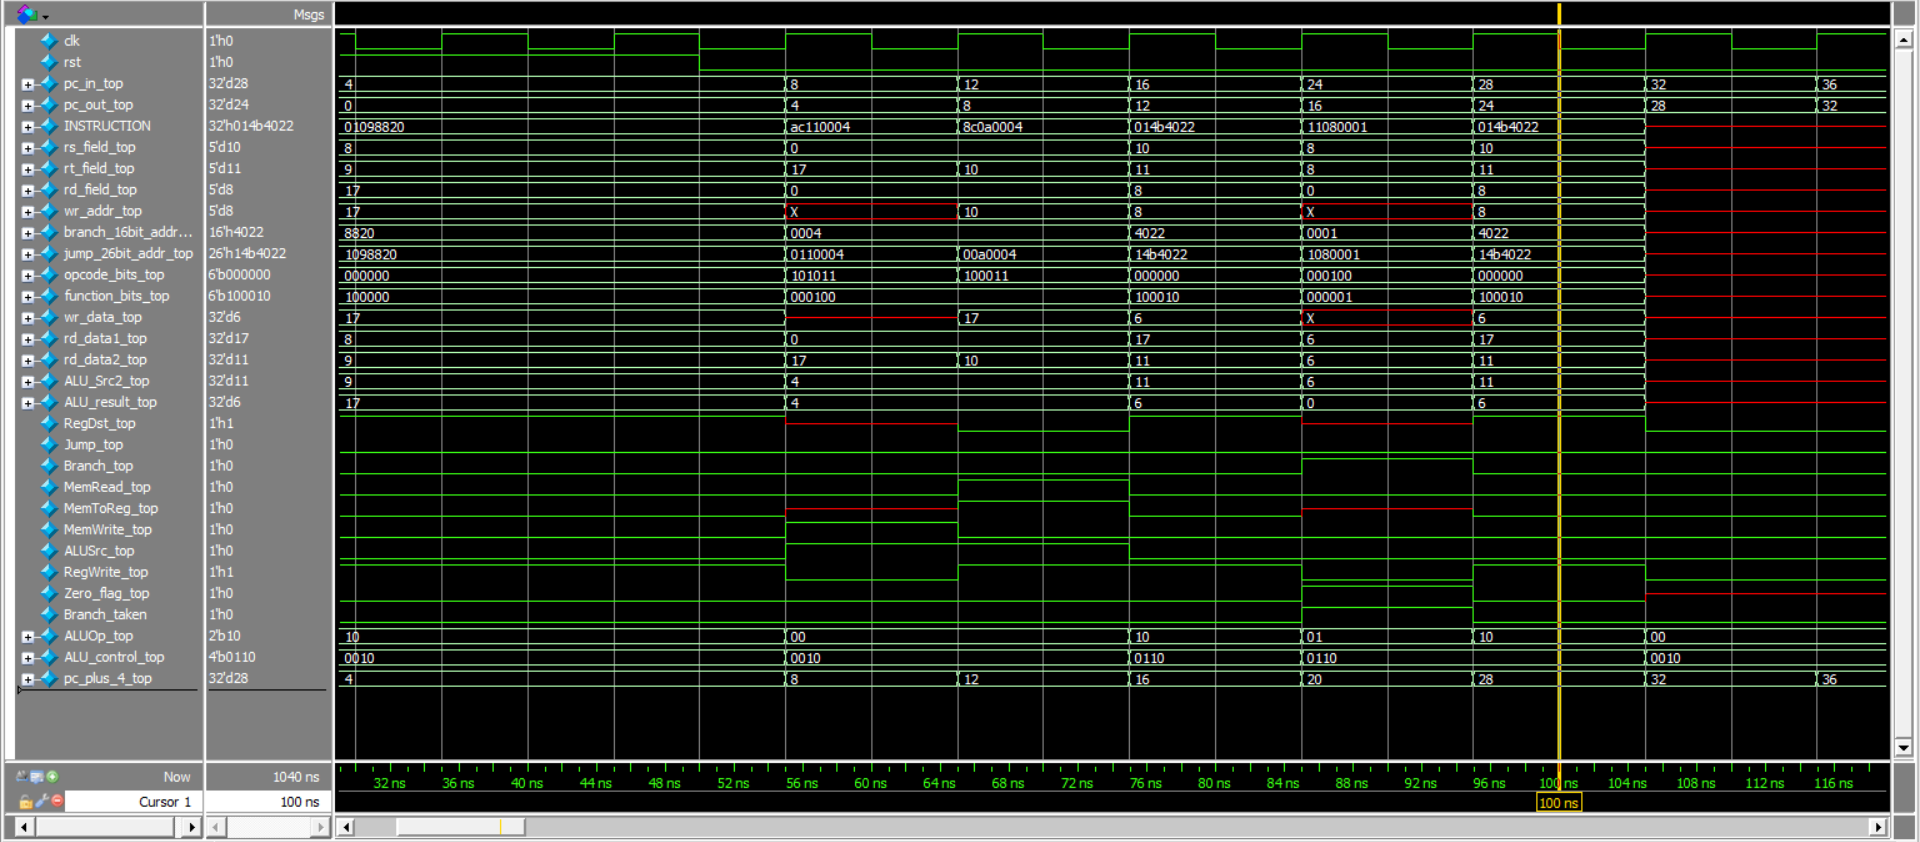 Msgs
clk 1'h0
rst 1'h0
pc_in_top 32'd28 4 8 12 16 24 28 32 36
pc_out_top 32'd24 0 4 8 12 16 24 28 32
INSTRUCTION 32'h014b4022 01098820 ac110004 8c0a0004 014b4022 11080001 014b4022
rs_field_top 5'd10 8 0 10 8 10
rt_field_top 5'd11 9 17 10 11 8 11
rd_field_top 5'd8 17 0 8 0 8
wr_addr_top 5'd8 17 X 10 8 X 8
branch_16bit_addr... 16'h4022 8820 0004 4022 0001 4022
jump_26bit_addr_top 26'h14b4022 1098820 0110004 00a0004 14b4022 1080001 14b4022
opcode_bits_top 6'b000000 000000 101011 100011 000000 000100 000000
function_bits_top 6'b100010 100000 000100 100010 000001 100010
wr_data_top 32'd6 17 17 6 X 6
rd_data1_top 32'd17 8 0 17 6 17
rd_data2_top 32'd11 9 17 10 11 6 11
ALU_Src2_top 32'd11 9 4 11 6 11
ALU_result_top 32'd6 17 4 6 0 6
RegDst_top 1'h1
Jump_top 1'h0
Branch_top 1'h0
MemRead_top 1'h0
MemToReg_top 1'h0
MemWrite_top 1'h0
ALUSrc_top 1'h0
RegWrite_top 1'h1
Zero_flag_top 1'h0
Branch_taken 1'h0
ALUOp_top 2'b10 10 00 10 01 10 00
ALU_control_top 4'b0110 0010 0010 0110 0110 0010
pc_plus_4_top 32'd28 4 8 12 16 20 28 32 36
Now 1040 ns 32 ns 36 ns 40 ns 44 ns 48 ns 52 ns 56 ns 60 ns 64 ns 68 ns 72 ns 76 ns 80 ns 84 ns 88 ns 92 ns 96 ns 100 ns 104 ns 108 ns 112 ns 116 ns
Cursor 1 100 ns 100 ns